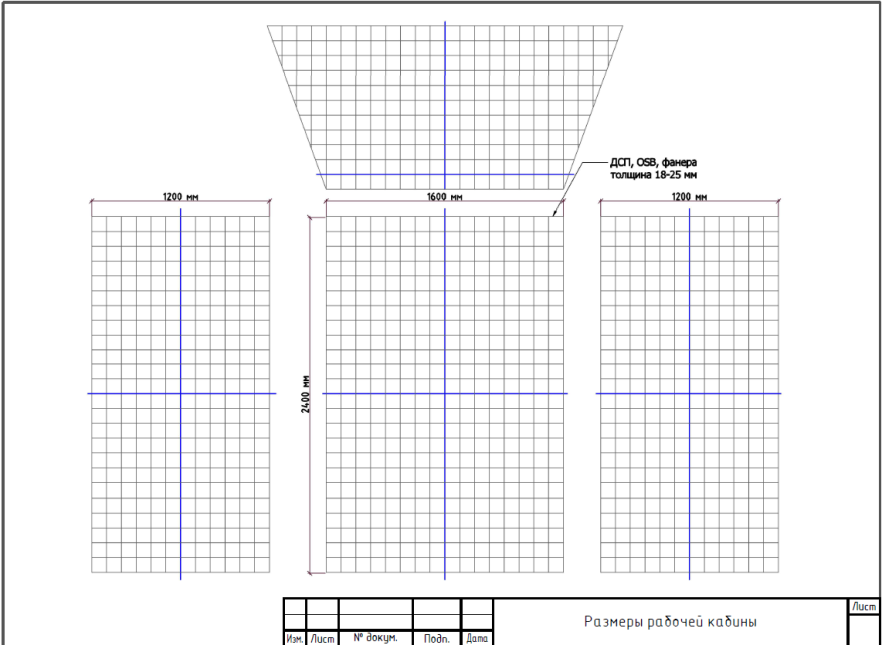 ДСП, OSB, фанера
толщина 18-25 мм
1200 мм
1600 мм
1200 мм
2400 мм
Размеры рабочей кабины
Лист
Изм.
Лист
№ докум.
Подп.
Дата